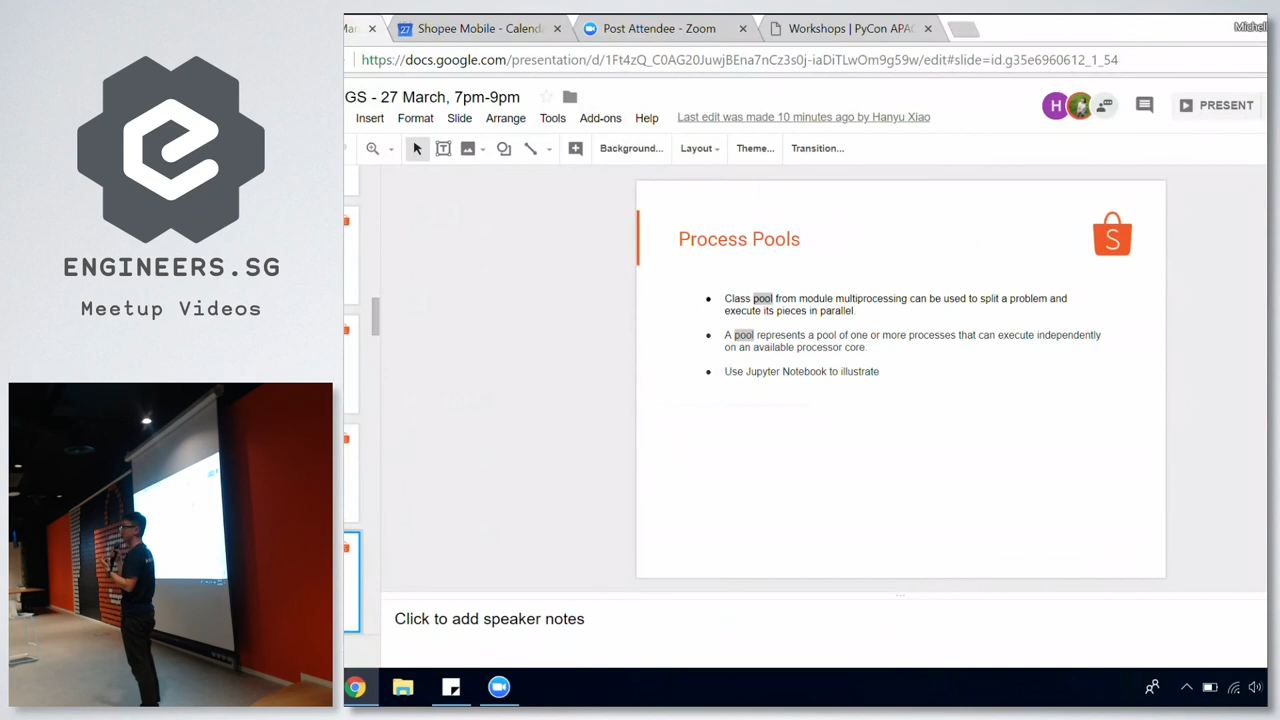 ENGINEERS.SG
Meetup Videos
Shopee Mobile - Calenda
Post Attendee - Zoom
Workshops | PyCon APAC
Michel
https://docs.google.com/presentation/d/1Ft4zQ_C0AG20JuwjBEna7nCz3s0j-iaDiTLwOm9g59w/edit#slide=id.g35e6960612_1_54
GS - 27 March, 7pm-9pm
H
PRESENT
Insert Format Slide Arrange Tools Add-ons Help Last edit was made 10 minutes ago by Hanyu Xiao
Background... Layout Theme... Transition...
Process Pools
S
• Class pool from module multiprocessing can be used to split a problem and
execute its pieces in parallel.
• A pool represents a pool of one or more processes that can execute independently
on an available processor core.
• Use Jupyter Notebook to illustrate
Click to add speaker notes